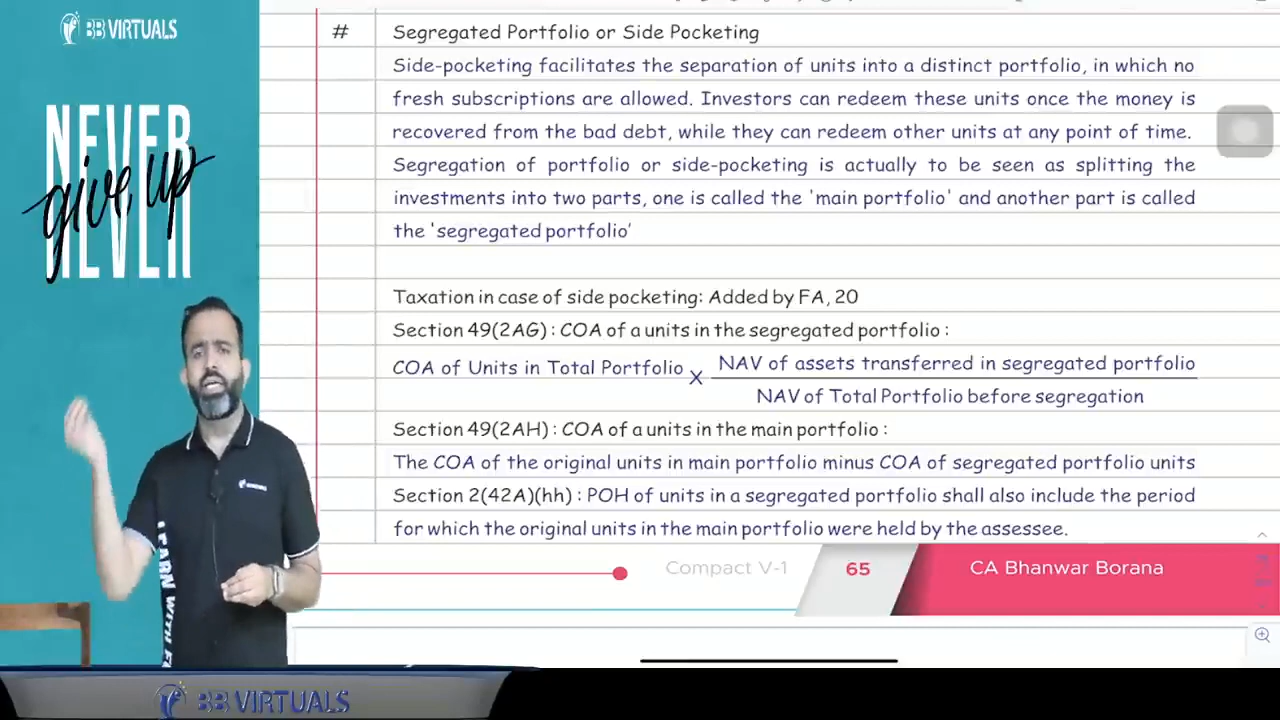 BB VIRTUALS
NEVER
give up
NEVER
# Segregated Portfolio or Side Pocketing
Side-pocketing facilitates the separation of units into a distinct portfolio, in which no
fresh subscriptions are allowed. Investors can redeem these units once the money is
recovered from the bad debt, while they can redeem other units at any point of time.
Segregation of portfolio or side-pocketing is actually to be seen as splitting the
investments into two parts, one is called the 'main portfolio' and another part is called
the 'segregated portfolio'
Taxation in case of side pocketing: Added by FA, 20
Section 49(2AG) : COA of a units in the segregated portfolio :
COA of Units in Total Portfolio X NAV of assets transferred in segregated portfolio
NAV of Total Portfolio before segregation
Section 49(2AH) : COA of a units in the main portfolio :
The COA of the original units in main portfolio minus COA of segregated portfolio units
Section 2(42A)(hh) : POH of units in a segregated portfolio shall also include the period
for which the original units in the main portfolio were held by the assessee.
Compact V-1
65
CA Bhanwar Borana
LEARN WITH
BB VIRTUALS